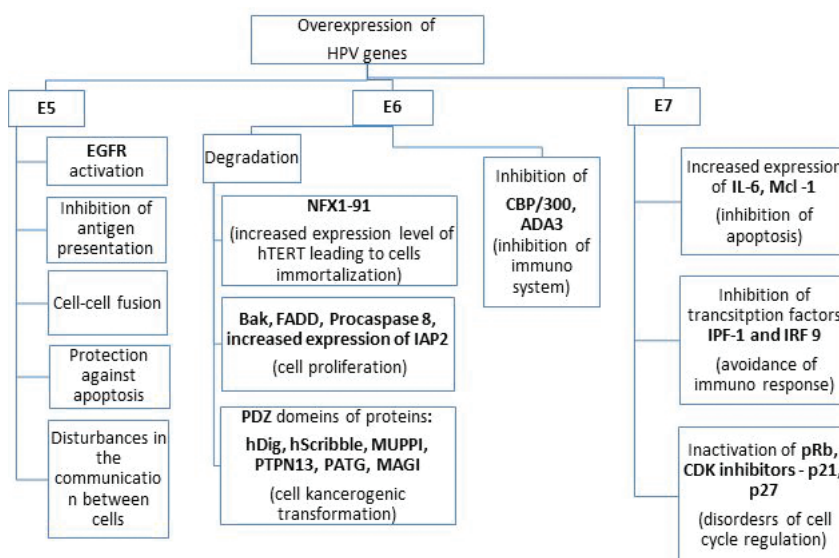 Overexpression of
HPV genes
E5
E6
E7
EGFR
activation
Inhibition of
antigen
presentation
Cell-cell fusion
Protection
against
apoptosis
Disturbances in
the
communicatio
n between
cells
Degradation
NFX1-91
(increased expression level of
hTERT leading to cells
immortalization)
Bak, FADD, Procaspase 8,
increased expression of IAP2
(cell proliferation)
PDZ domeins of proteins:
hDig, hScribble, MUPPI,
PTPN13, PATG, MAGI
(cell kancerogenic
transformation)
Inhibition of
CBP/300,
ADA3
(inhibition of
immuno
system)
Increased expression
of IL-6, Mcl -1
(inhibition of
apoptosis)
Inhibition of
trancsitption factors
IPF-1 and IRF 9
(avoidance of
immuno response)
Inactivation of pRb,
CDK inhibitors - p21,
p27
(disordesrs of cell
cycle regulation)